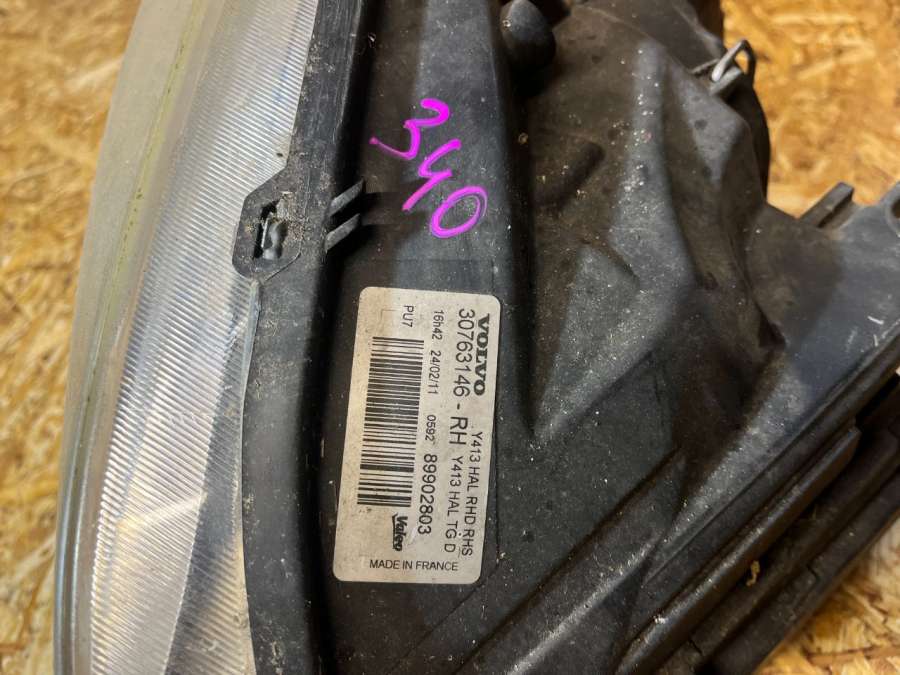 340
VOLVO
30763146 - RH
Y413 HAL RHD RHS
Y413 HAL TG D
16h42 24/02/11 0592 89902803
PU7
Valeo
MADE IN FRANCE